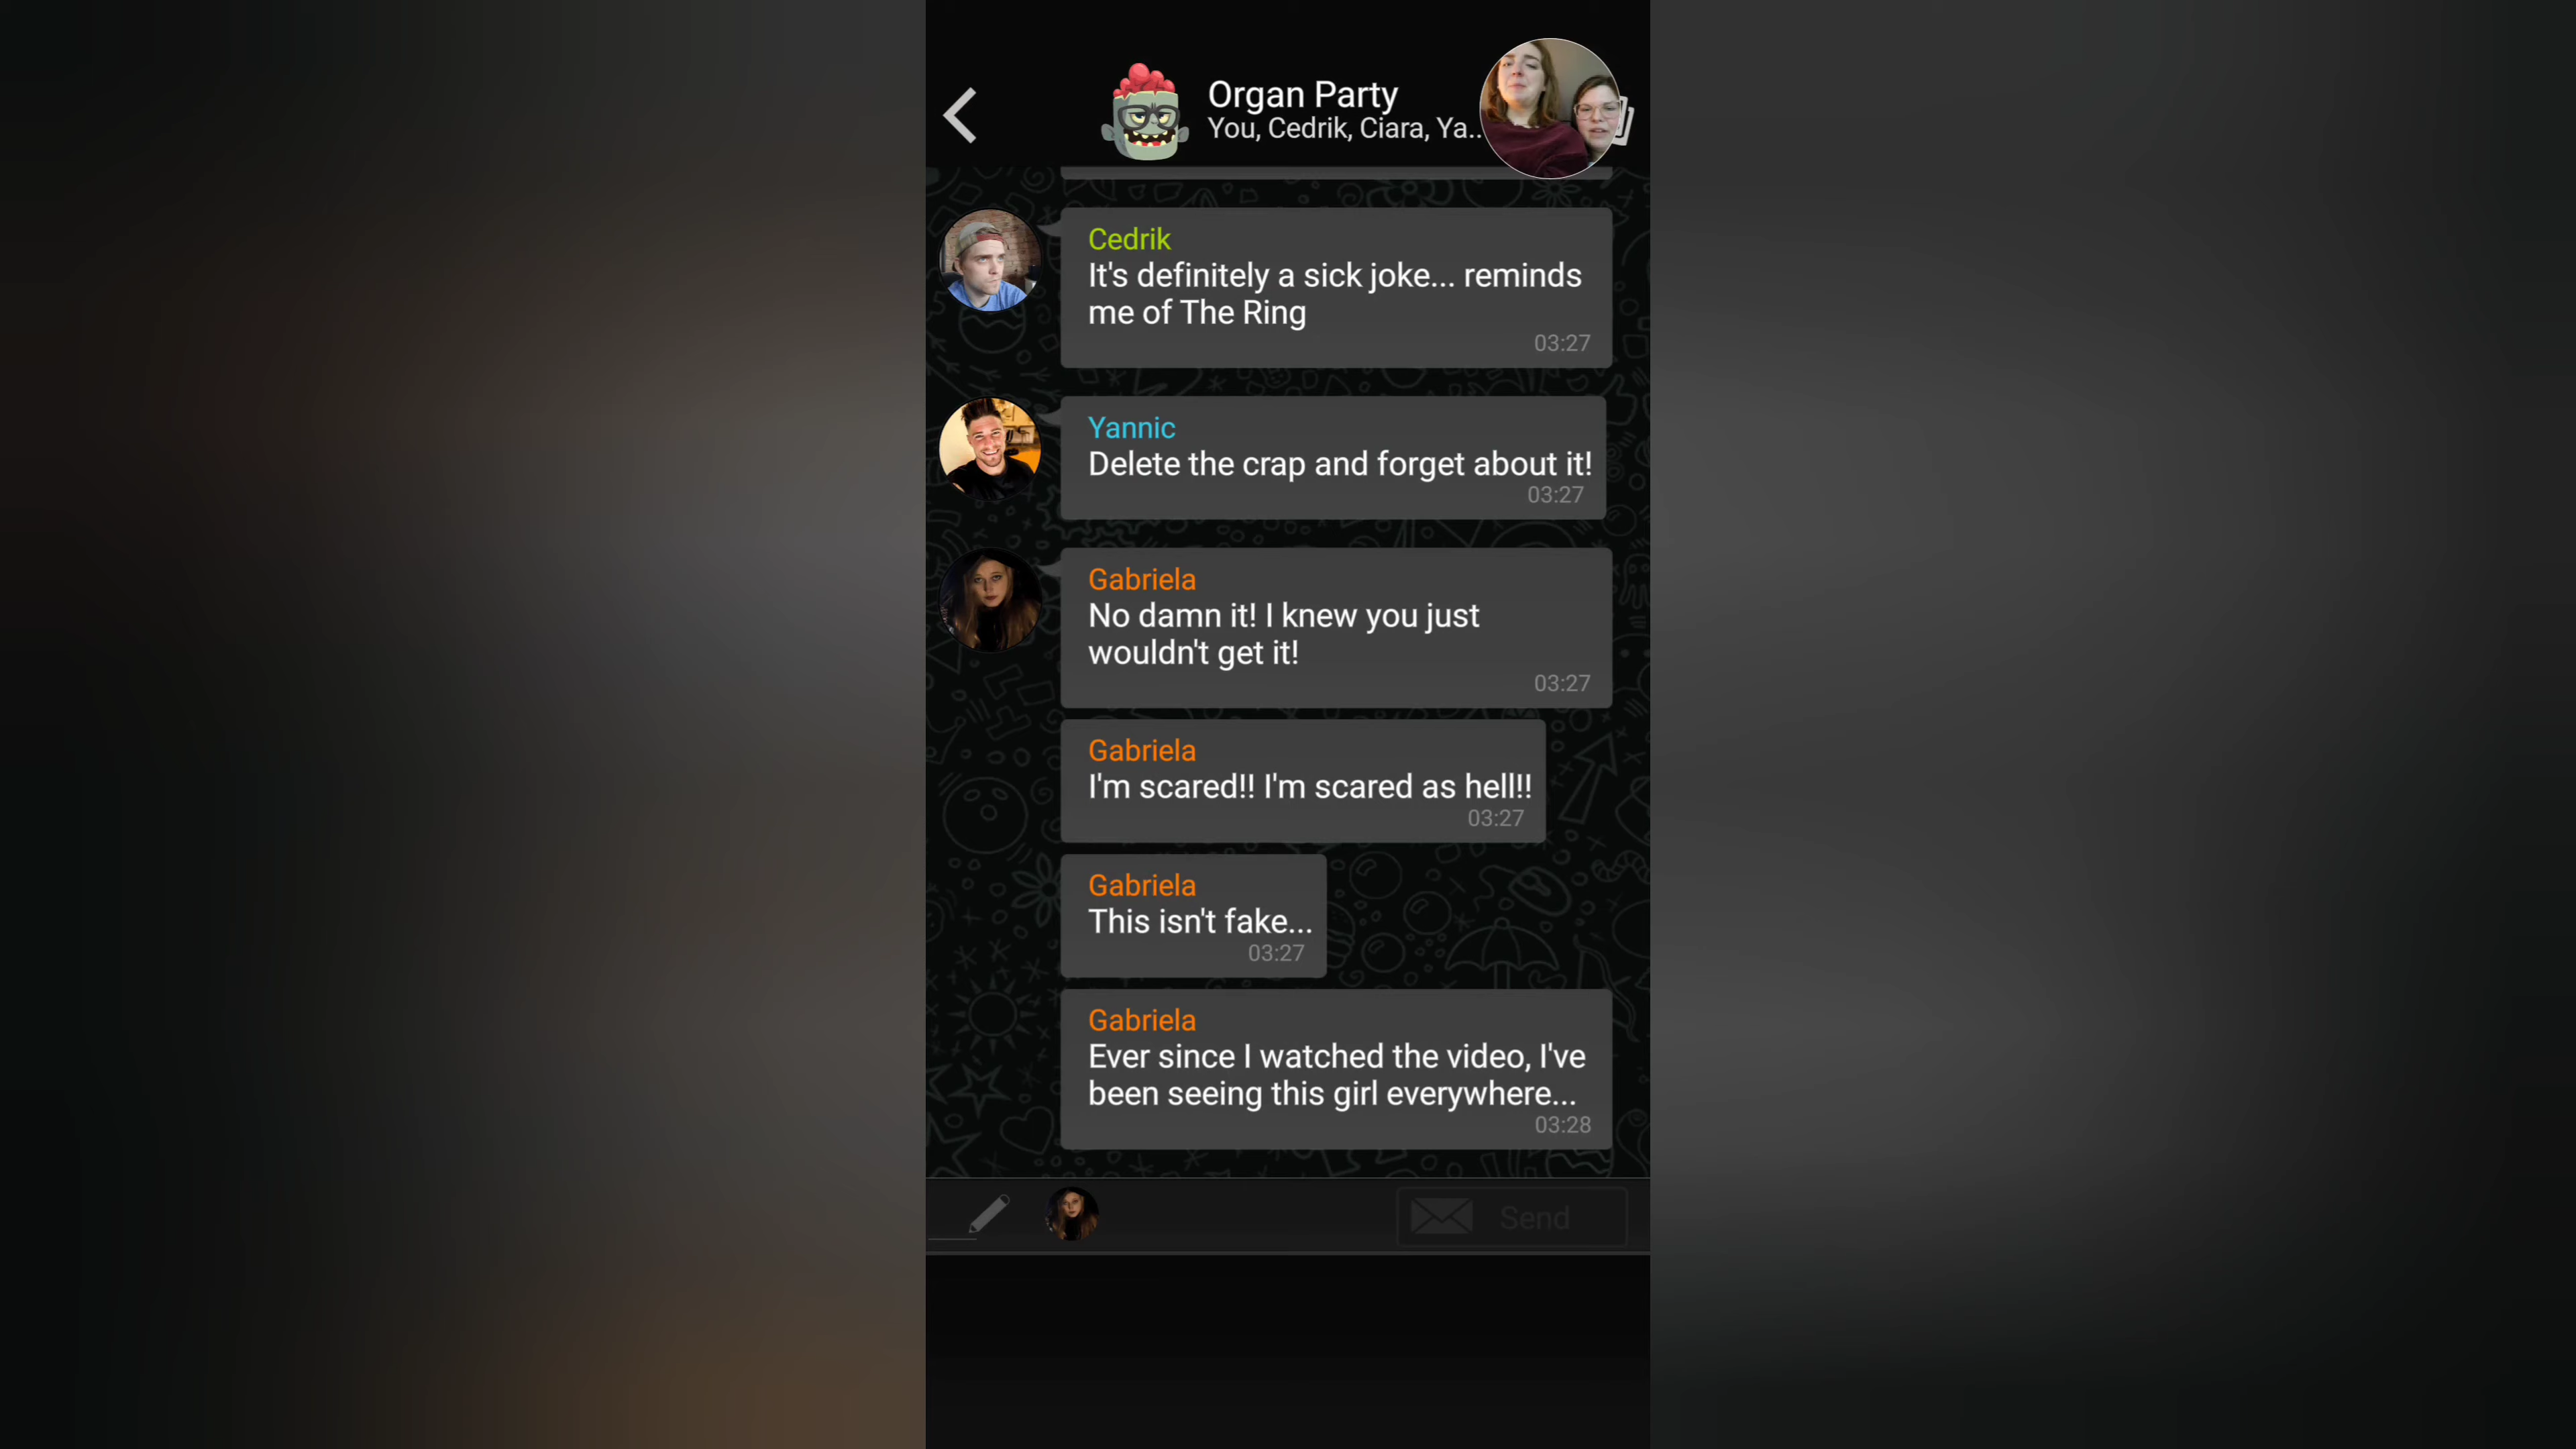 Organ Party
You, Cedrik, Ciara, Ya..
Cedrik
It's definitely a sick joke... reminds
me of The Ring
03:27
Yannic
Delete the crap and forget about it!
03:27
Gabriela
No damn it! I knew you just
wouldn't get it!
03:27
Gabriela
I'm scared!! I'm scared as hell!!
03:27
Gabriela
This isn't fake...
03:27
Gabriela
Ever since I watched the video, I've
been seeing this girl everywhere...
03:28
Send